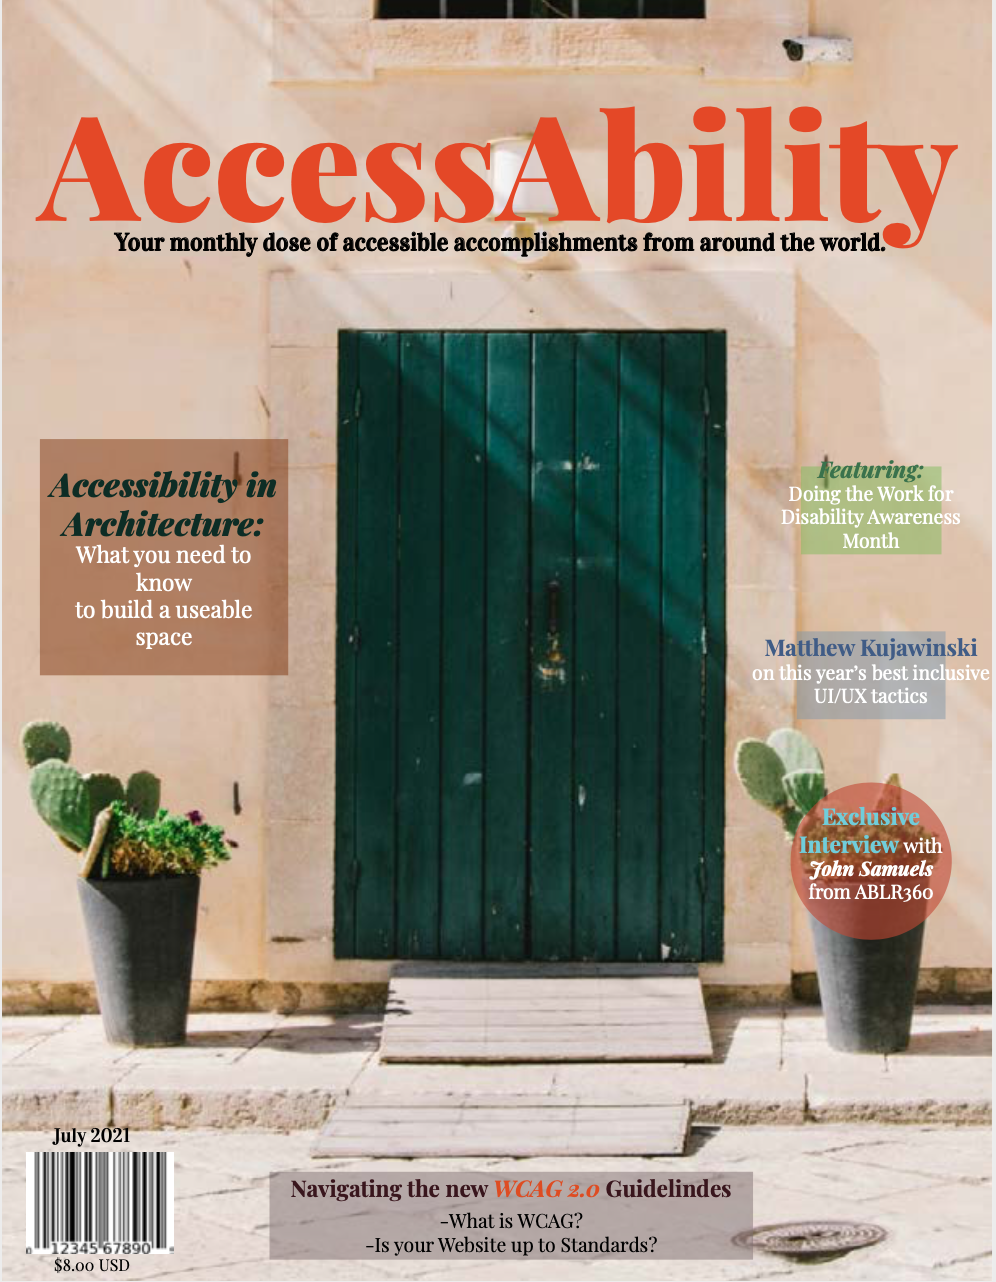 AccessAbility
Your monthly dose of accessible accomplishments from around the world.
Accessibility in
Architecture:
What you need to
know
to build a useable
space
Featuring:
Doing the Work for
Disability Awareness
Month
Matthew Kujawinski
on this year’s best inclusive
UI/UX tactics
Exclusive
Interview with
John Samuels
from ABLR360
July 2021
0 12345 67890
$8.00 USD
Navigating the new WCAG 2.0 Guidelindes
-What is WCAG?
-Is your Website up to Standards?